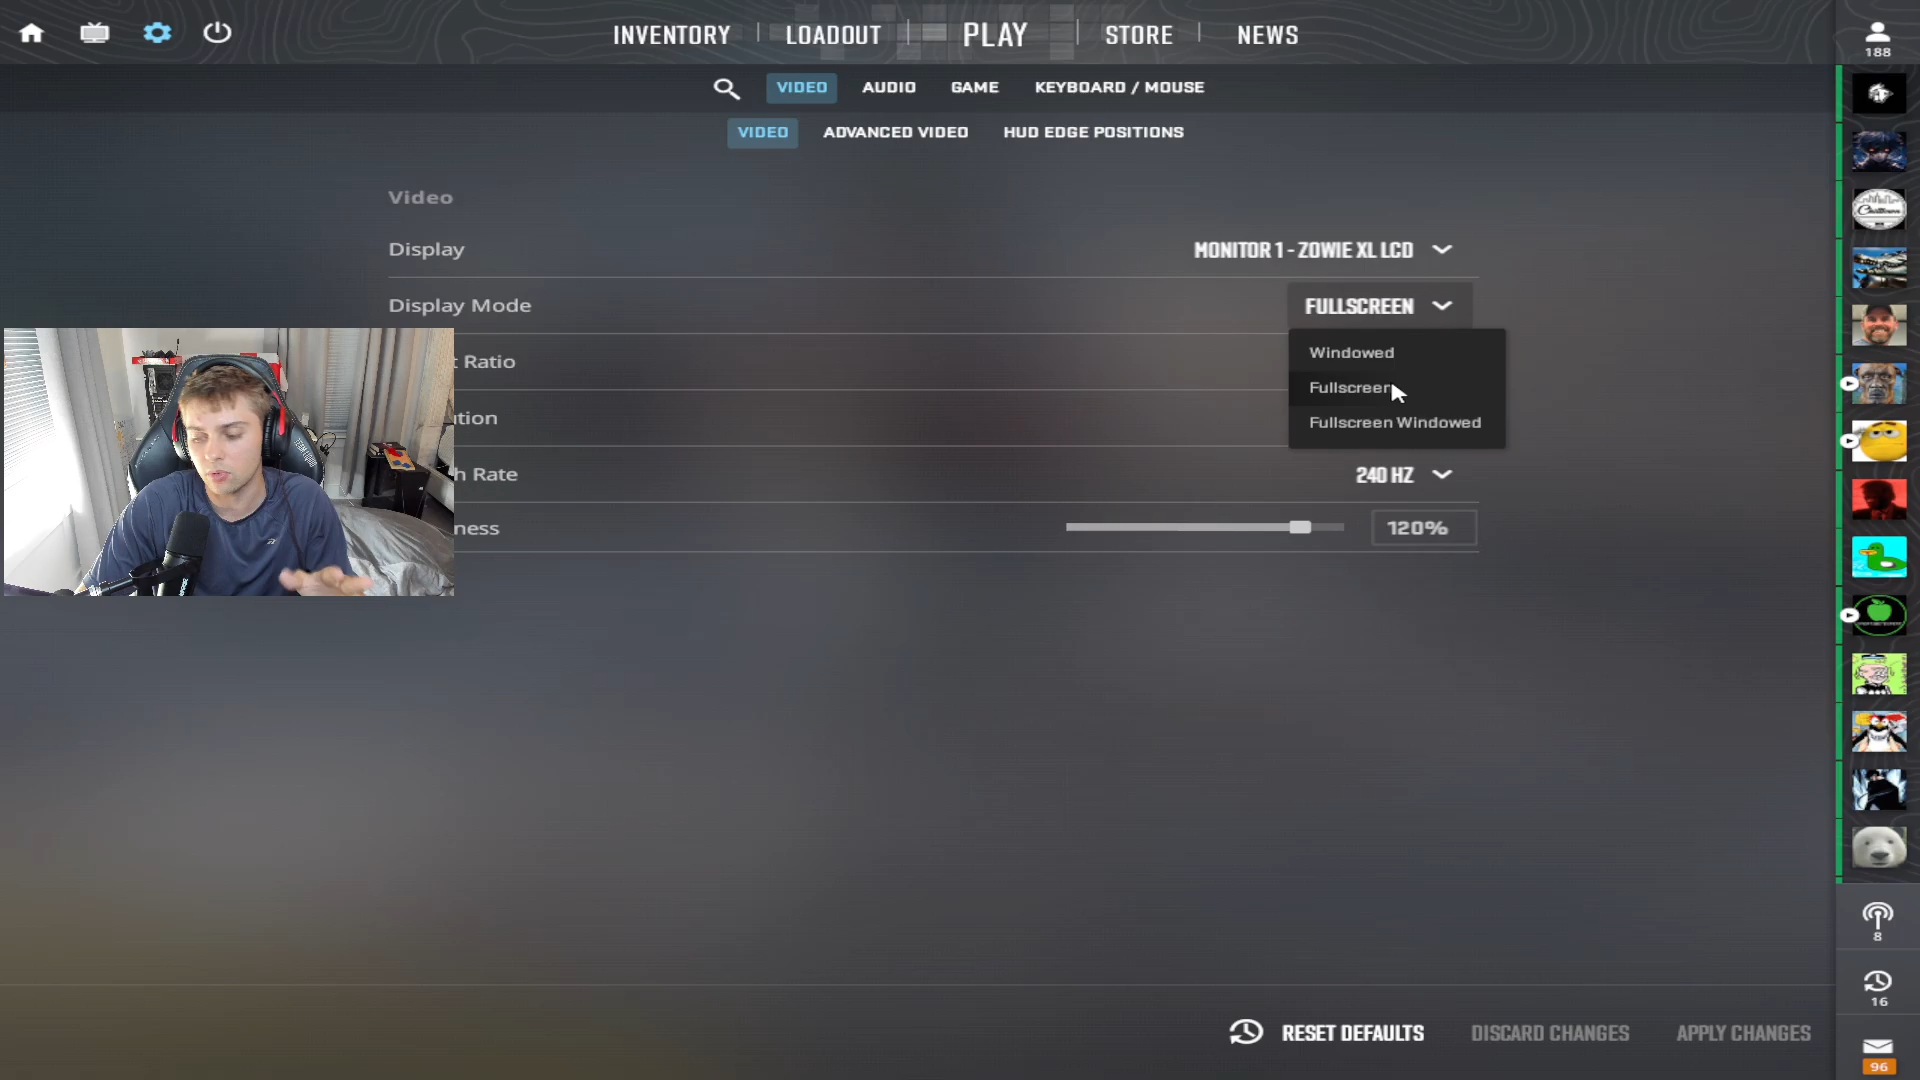 INVENTORY
LOADOUT
PLAY
STORE
NEWS
188
VIDEO
AUDIO
GAME
KEYBOARD / MOUSE
VIDEO
ADVANCED VIDEO
HUD EDGE POSITIONS
Video
Display
MONITOR 1 - ZOWIE XL LCD
Display Mode
FULLSCREEN
Windowed
Fullscreen
Fullscreen Windowed
t Ratio
ution
h Rate
240 HZ
ness
120%
8
16
RESET DEFAULTS
DISCARD CHANGES
APPLY CHANGES
96